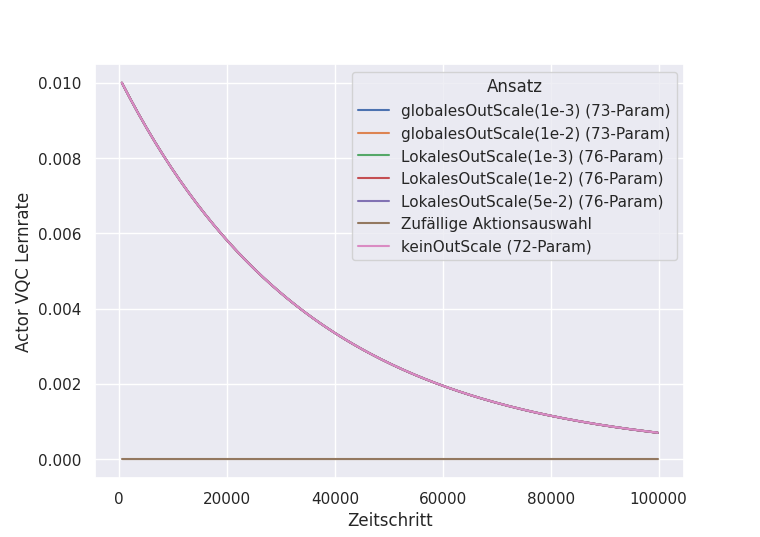 Ansatz
globalesOutScale(1e-3) (73-Param)
globalesOutScale(1e-2) (73-Param)
LokalesOutScale(1e-3) (76-Param)
LokalesOutScale(1e-2) (76-Param)
LokalesOutScale(5e-2) (76-Param)
Zufällige Aktionsauswahl
keinOutScale (72-Param)
Actor VQC Lernrate
0.010
0.008
0.006
0.004
0.002
0.000
0 20000 40000 60000 80000 100000
Zeitschritt